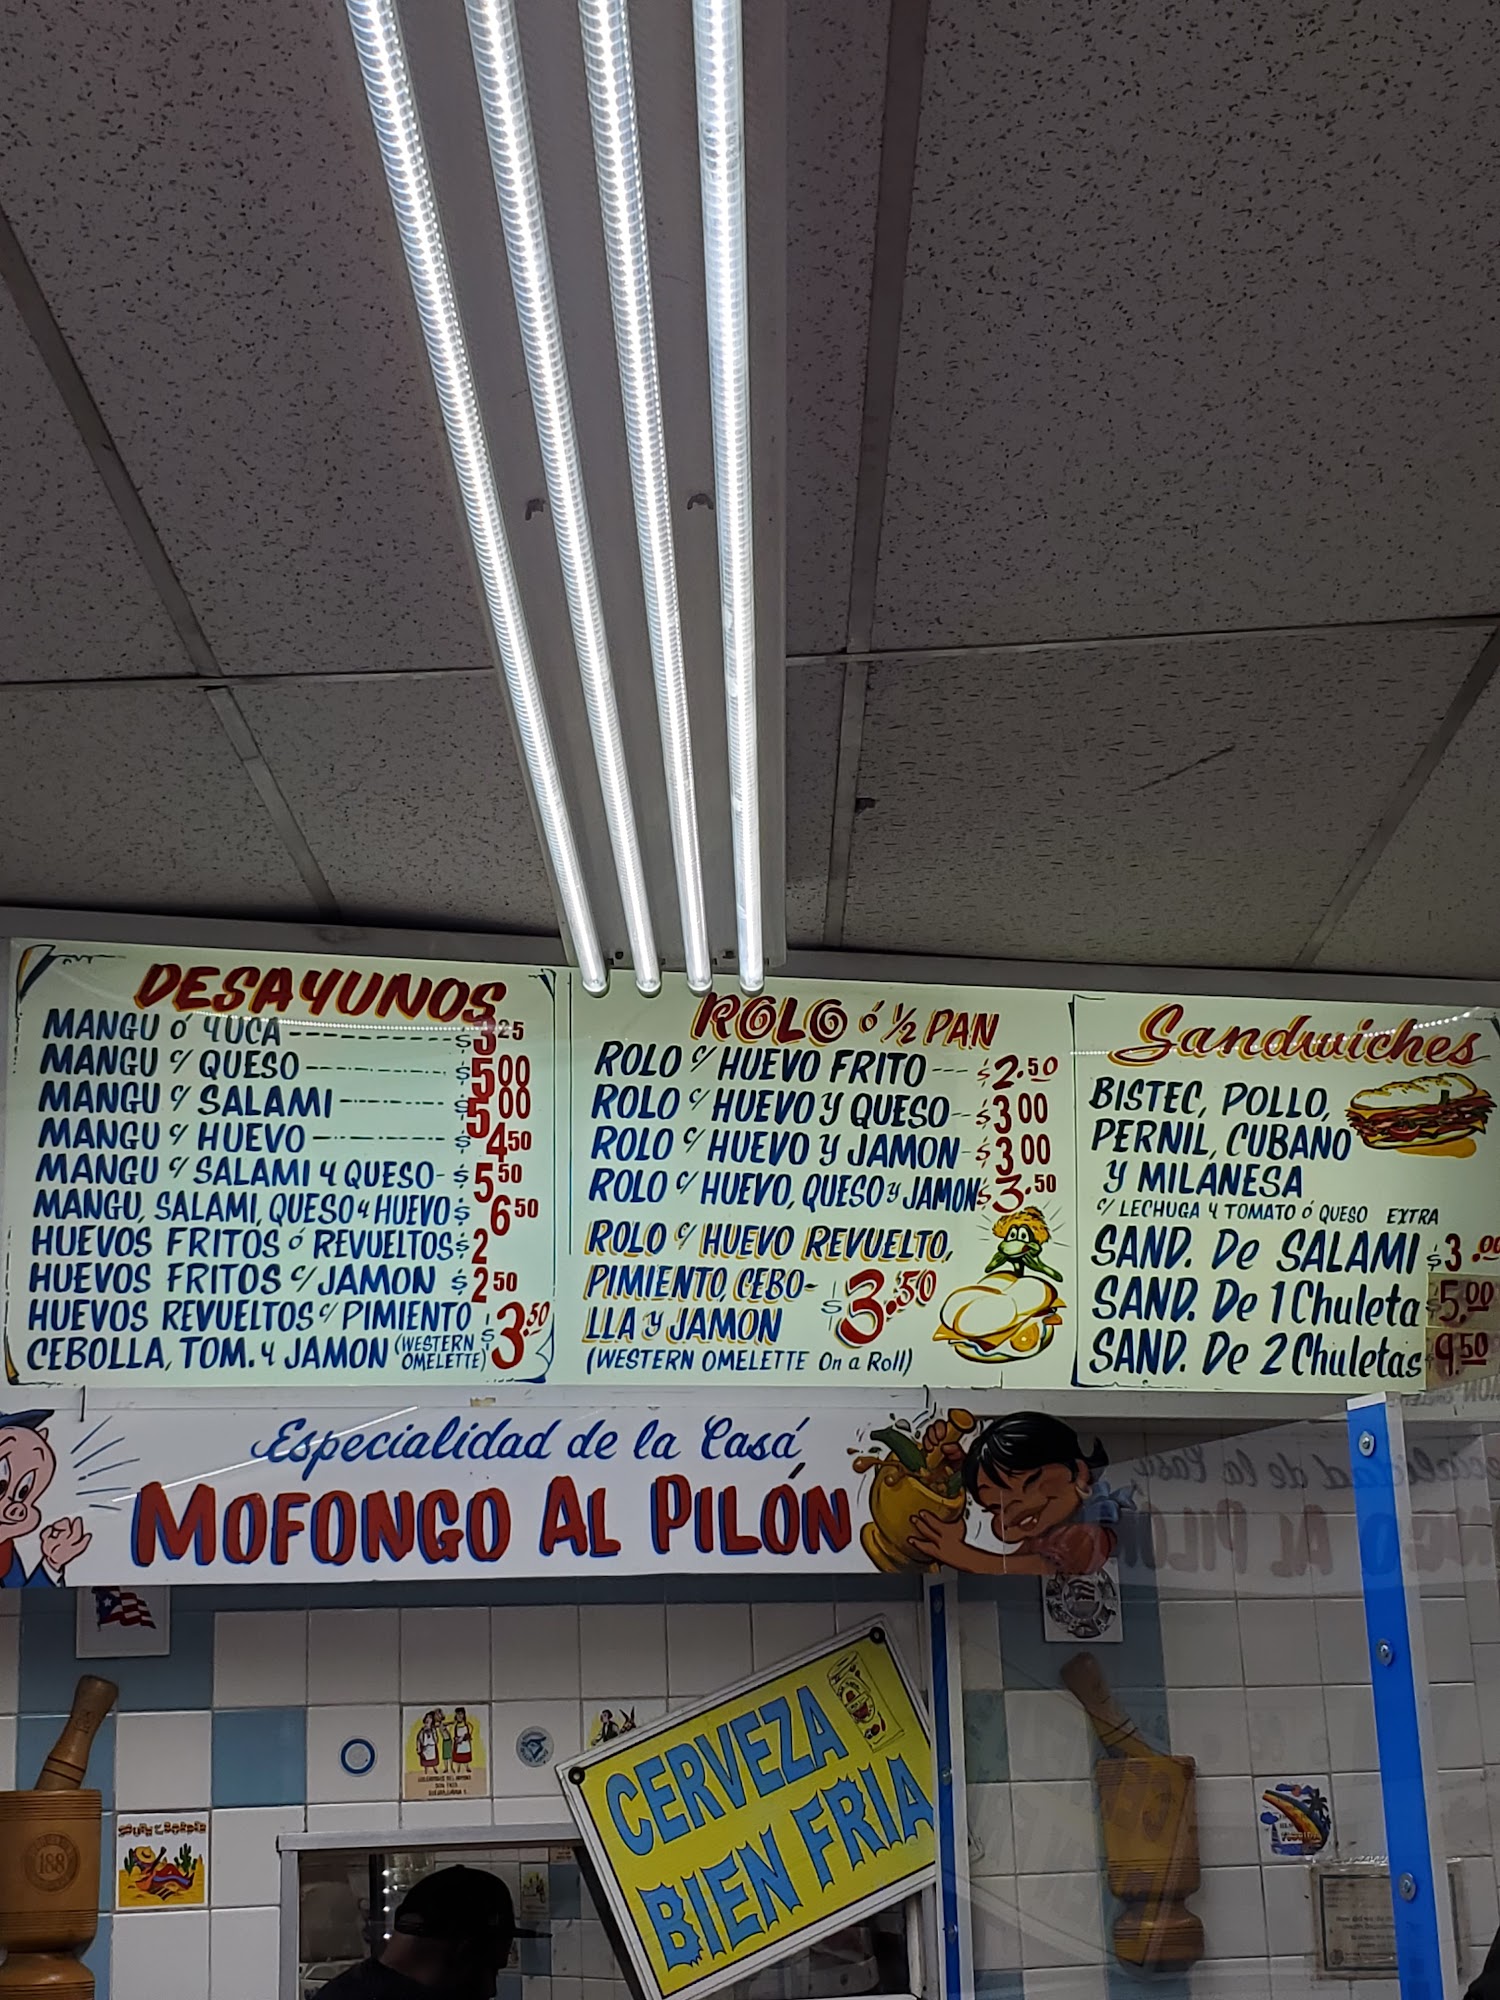 DESAYUNOS
MANGU Ó YUCA $3.25
MANGU C/ QUESO $5.00
MANGU C/ SALAMI $5.00
MANGU C/ HUEVO $4.50
MANGU C/ SALAMI Y QUESO $5.50
MANGU, SALAMI, QUESO Y HUEVO $6.50
HUEVOS FRITOS Ó REVUELTOS $2
HUEVOS FRITOS C/ JAMON $2.50
HUEVOS REVUELTOS C/ PIMIENTO
CEBOLLA, TOM. Y JAMON (WESTERN OMELETTE) $3.50
ROLO Ó ½ PAN
ROLO C/ HUEVO FRITO --- $2.50
ROLO C/ HUEVO Y QUESO $3.00
ROLO C/ HUEVO Y JAMON $3.00
ROLO C/ HUEVO, QUESO Y JAMON $3.50
ROLO C/ HUEVO REVUELTO,
PIMIENTO, CEBO-
LLA Y JAMON $3.50
(WESTERN OMELETTE On a Roll)
Sandwiches
BISTEC, POLLO,
PERNIL, CUBANO
Y MILANESA
C/ LECHUGA Y TOMATO Ó QUESO EXTRA
SAND. De SALAMI $3.00
SAND. De 1 Chuleta $5.00
SAND. De 2 Chuletas 9.50
Especialidad de la Casá
MOFONGO AL PILÓN
CERVEZA
BIEN FRIA
188